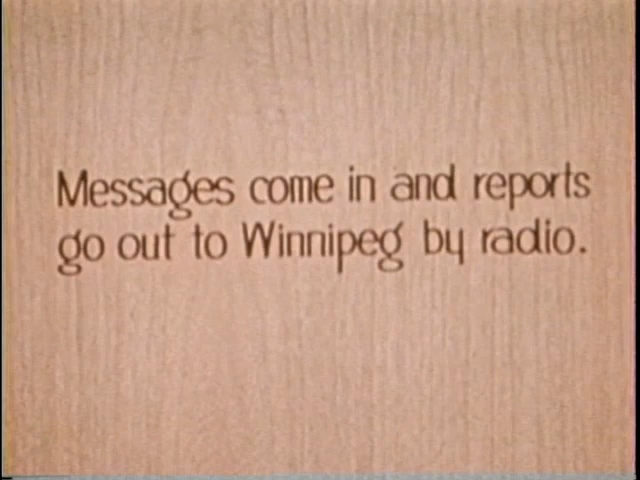 Messages come in and reports
go out to Winnipeg by radio.